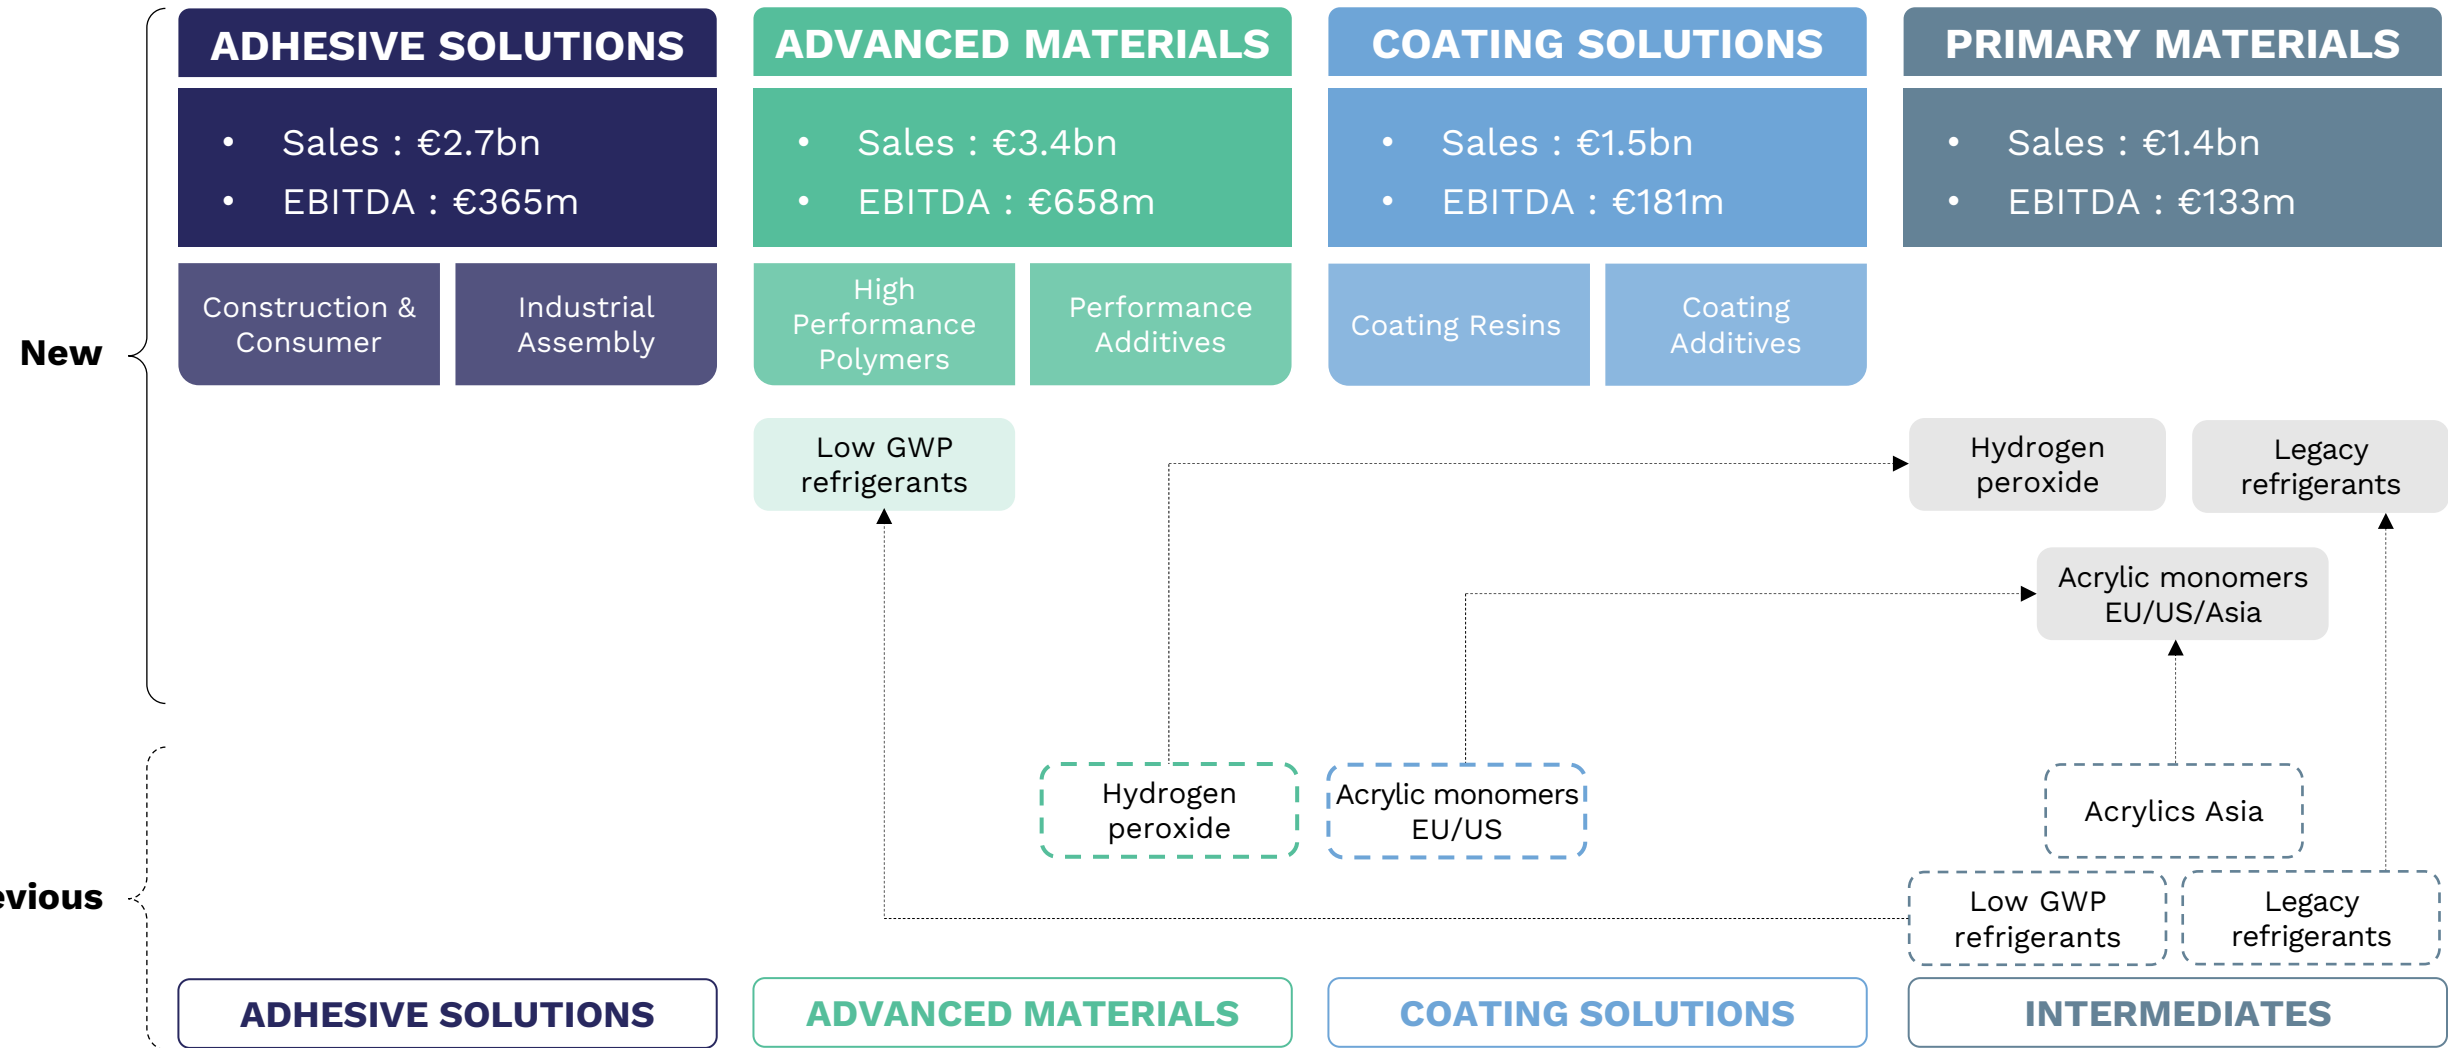 ADHESIVE SOLUTIONS
• Sales : €2.7bn
• EBITDA : €365m
Construction &
Consumer
Industrial
Assembly
ADVANCED MATERIALS
• Sales : €3.4bn
• EBITDA : €658m
High
Performance
Polymers
Performance
Additives
COATING SOLUTIONS
• Sales : €1.5bn
• EBITDA : €181m
Coating Resins
Coating
Additives
PRIMARY MATERIALS
• Sales : €1.4bn
• EBITDA : €133m
New
Low GWP
refrigerants
Hydrogen
peroxide
Legacy
refrigerants
Acrylic monomers
EU/US/Asia
Hydrogen
peroxide
Acrylic monomers
EU/US
Acrylics Asia
evious
Low GWP
refrigerants
Legacy
refrigerants
ADHESIVE SOLUTIONS
ADVANCED MATERIALS
COATING SOLUTIONS
INTERMEDIATES